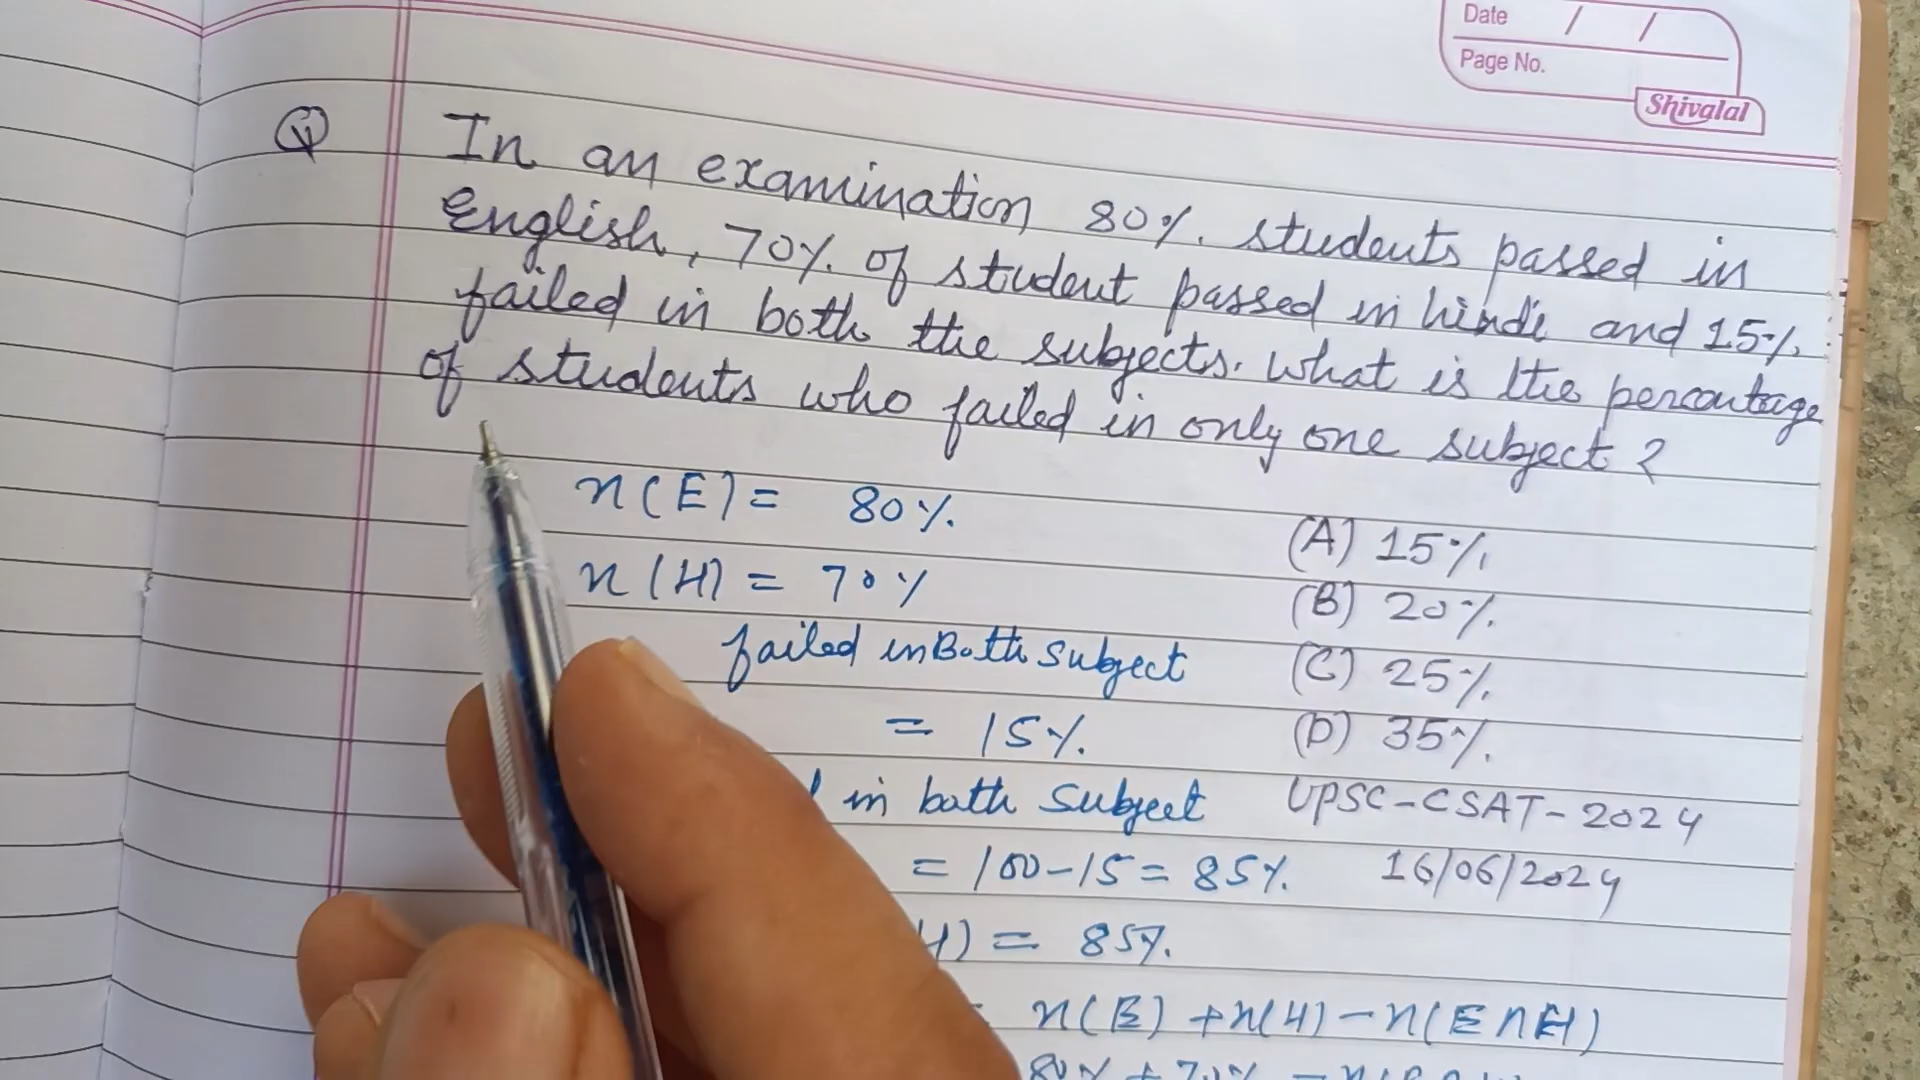 Date / /
Page No.
Shivalal
Q In an examination 80%. students passed in
English, 70%. of student passed in hindi and 15%.
failed in both the subjects. What is the percentage
of students who failed in only one subject ?
n(E) = 80%.
(A) 15%.
n(H) = 70%
(B) 20%.
failed in Both Subject
(C) 25%.
= 15%.
(D) 35%.
in both Subject
UPSC-CSAT-2024
= 100-15 = 85%.
16/06/2024
H) = 85%.
= n(E) + n(H) - n(E∩H)
80% + 70% -